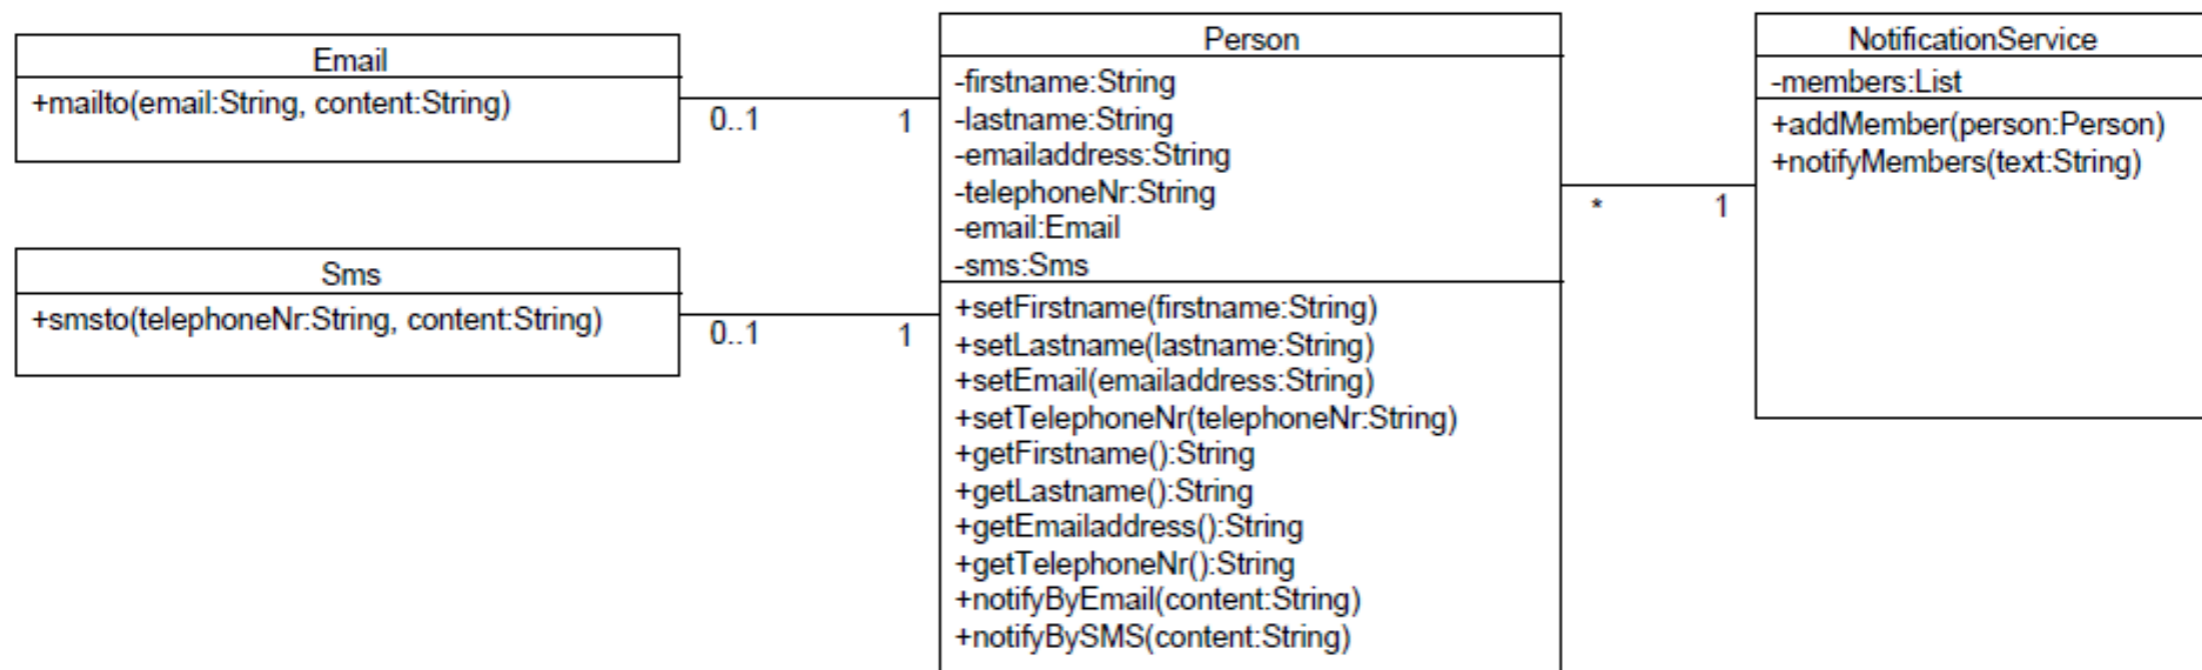 Email
+mailto(email:String, content:String)
0..1
1
Sms
+smsto(telephoneNr:String, content:String)
0..1
1
Person
-firstname:String
-lastname:String
-emailaddress:String
-telephoneNr:String
-email:Email
-sms:Sms
+setFirstname(firstname:String)
+setLastname(lastname:String)
+setEmail(emailaddress:String)
+setTelephoneNr(telephoneNr:String)
+getFirstname():String
+getLastname():String
+getEmailaddress():String
+getTelephoneNr():String
+notifyByEmail(content:String)
+notifyBySMS(content:String)
*
1
NotificationService
-members:List
+addMember(person:Person)
+notifyMembers(text:String)